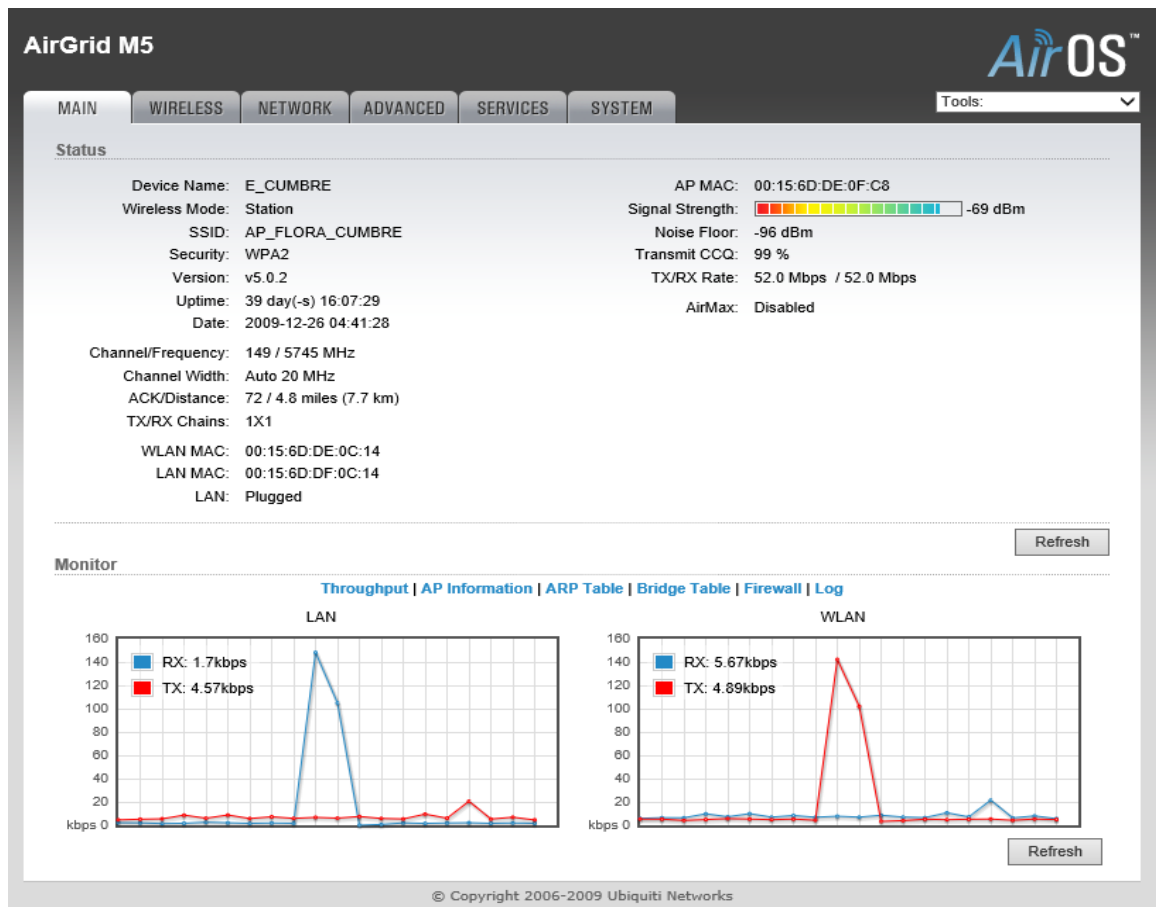 AirGrid M5
AirOS™
MAIN WIRELESS NETWORK ADVANCED SERVICES SYSTEM
Tools:
Status
Device Name: E_CUMBRE
Wireless Mode: Station
SSID: AP_FLORA_CUMBRE
Security: WPA2
Version: v5.0.2
Uptime: 39 day(-s) 16:07:29
Date: 2009-12-26 04:41:28
Channel/Frequency: 149 / 5745 MHz
Channel Width: Auto 20 MHz
ACK/Distance: 72 / 4.8 miles (7.7 km)
TX/RX Chains: 1X1
WLAN MAC: 00:15:6D:DE:0C:14
LAN MAC: 00:15:6D:DF:0C:14
LAN: Plugged
AP MAC: 00:15:6D:DE:0F:C8
Signal Strength: -69 dBm
Noise Floor: -96 dBm
Transmit CCQ: 99 %
TX/RX Rate: 52.0 Mbps / 52.0 Mbps
AirMax: Disabled
Refresh
Monitor
Throughput | AP Information | ARP Table | Bridge Table | Firewall | Log
LAN
160
140
120
100
80
60
40
20
kbps 0
RX: 1.7kbps
TX: 4.57kbps
WLAN
160
140
120
100
80
60
40
20
kbps 0
RX: 5.67kbps
TX: 4.89kbps
Refresh
© Copyright 2006-2009 Ubiquiti Networks